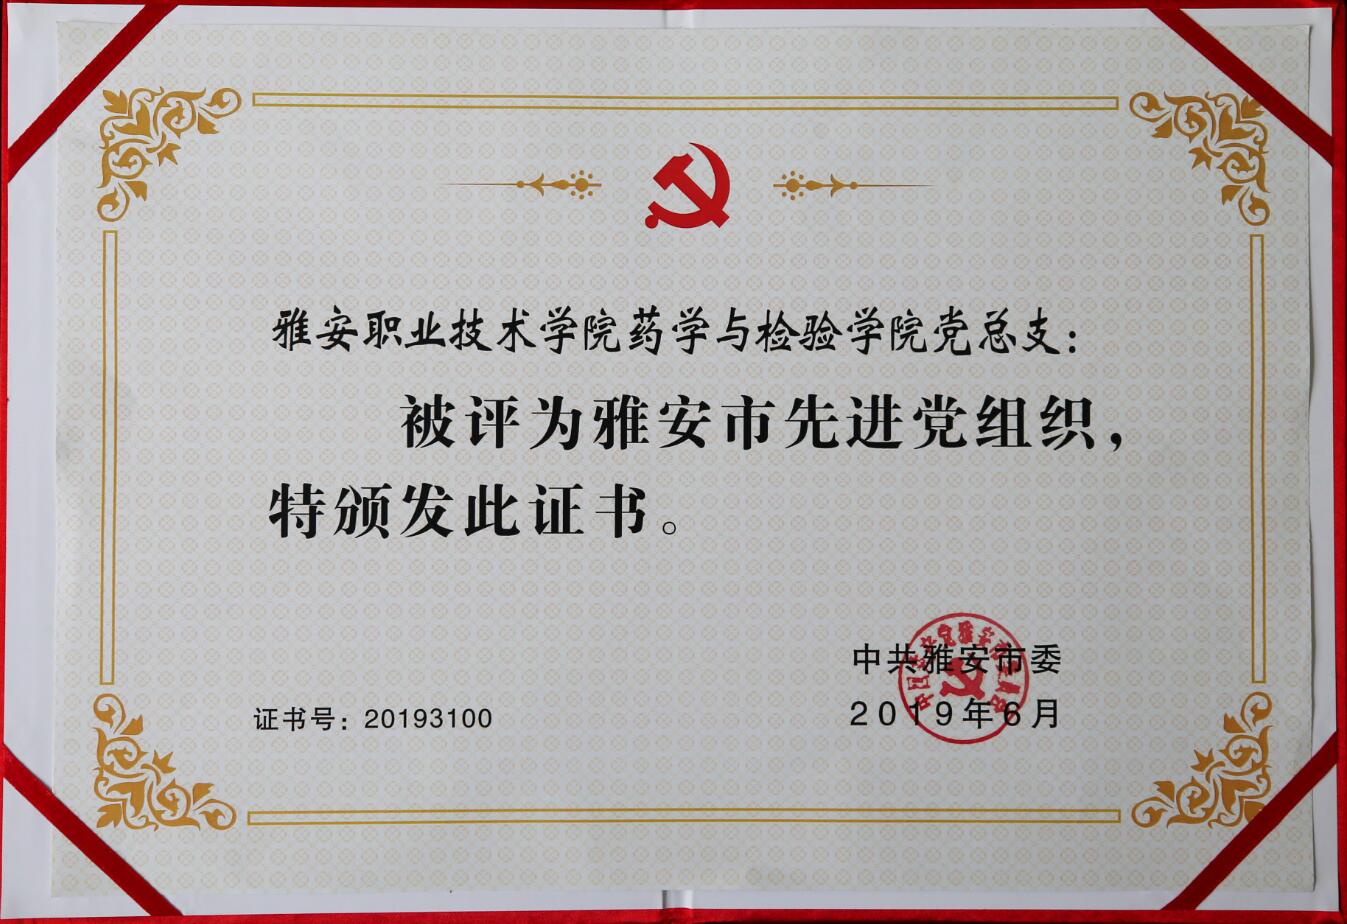 雅安职业技术学院药学与检验学院党总支：
被评为雅安市先进党组织，
特颁发此证书。
中共雅安市委
证书号：20193100
2019年6月